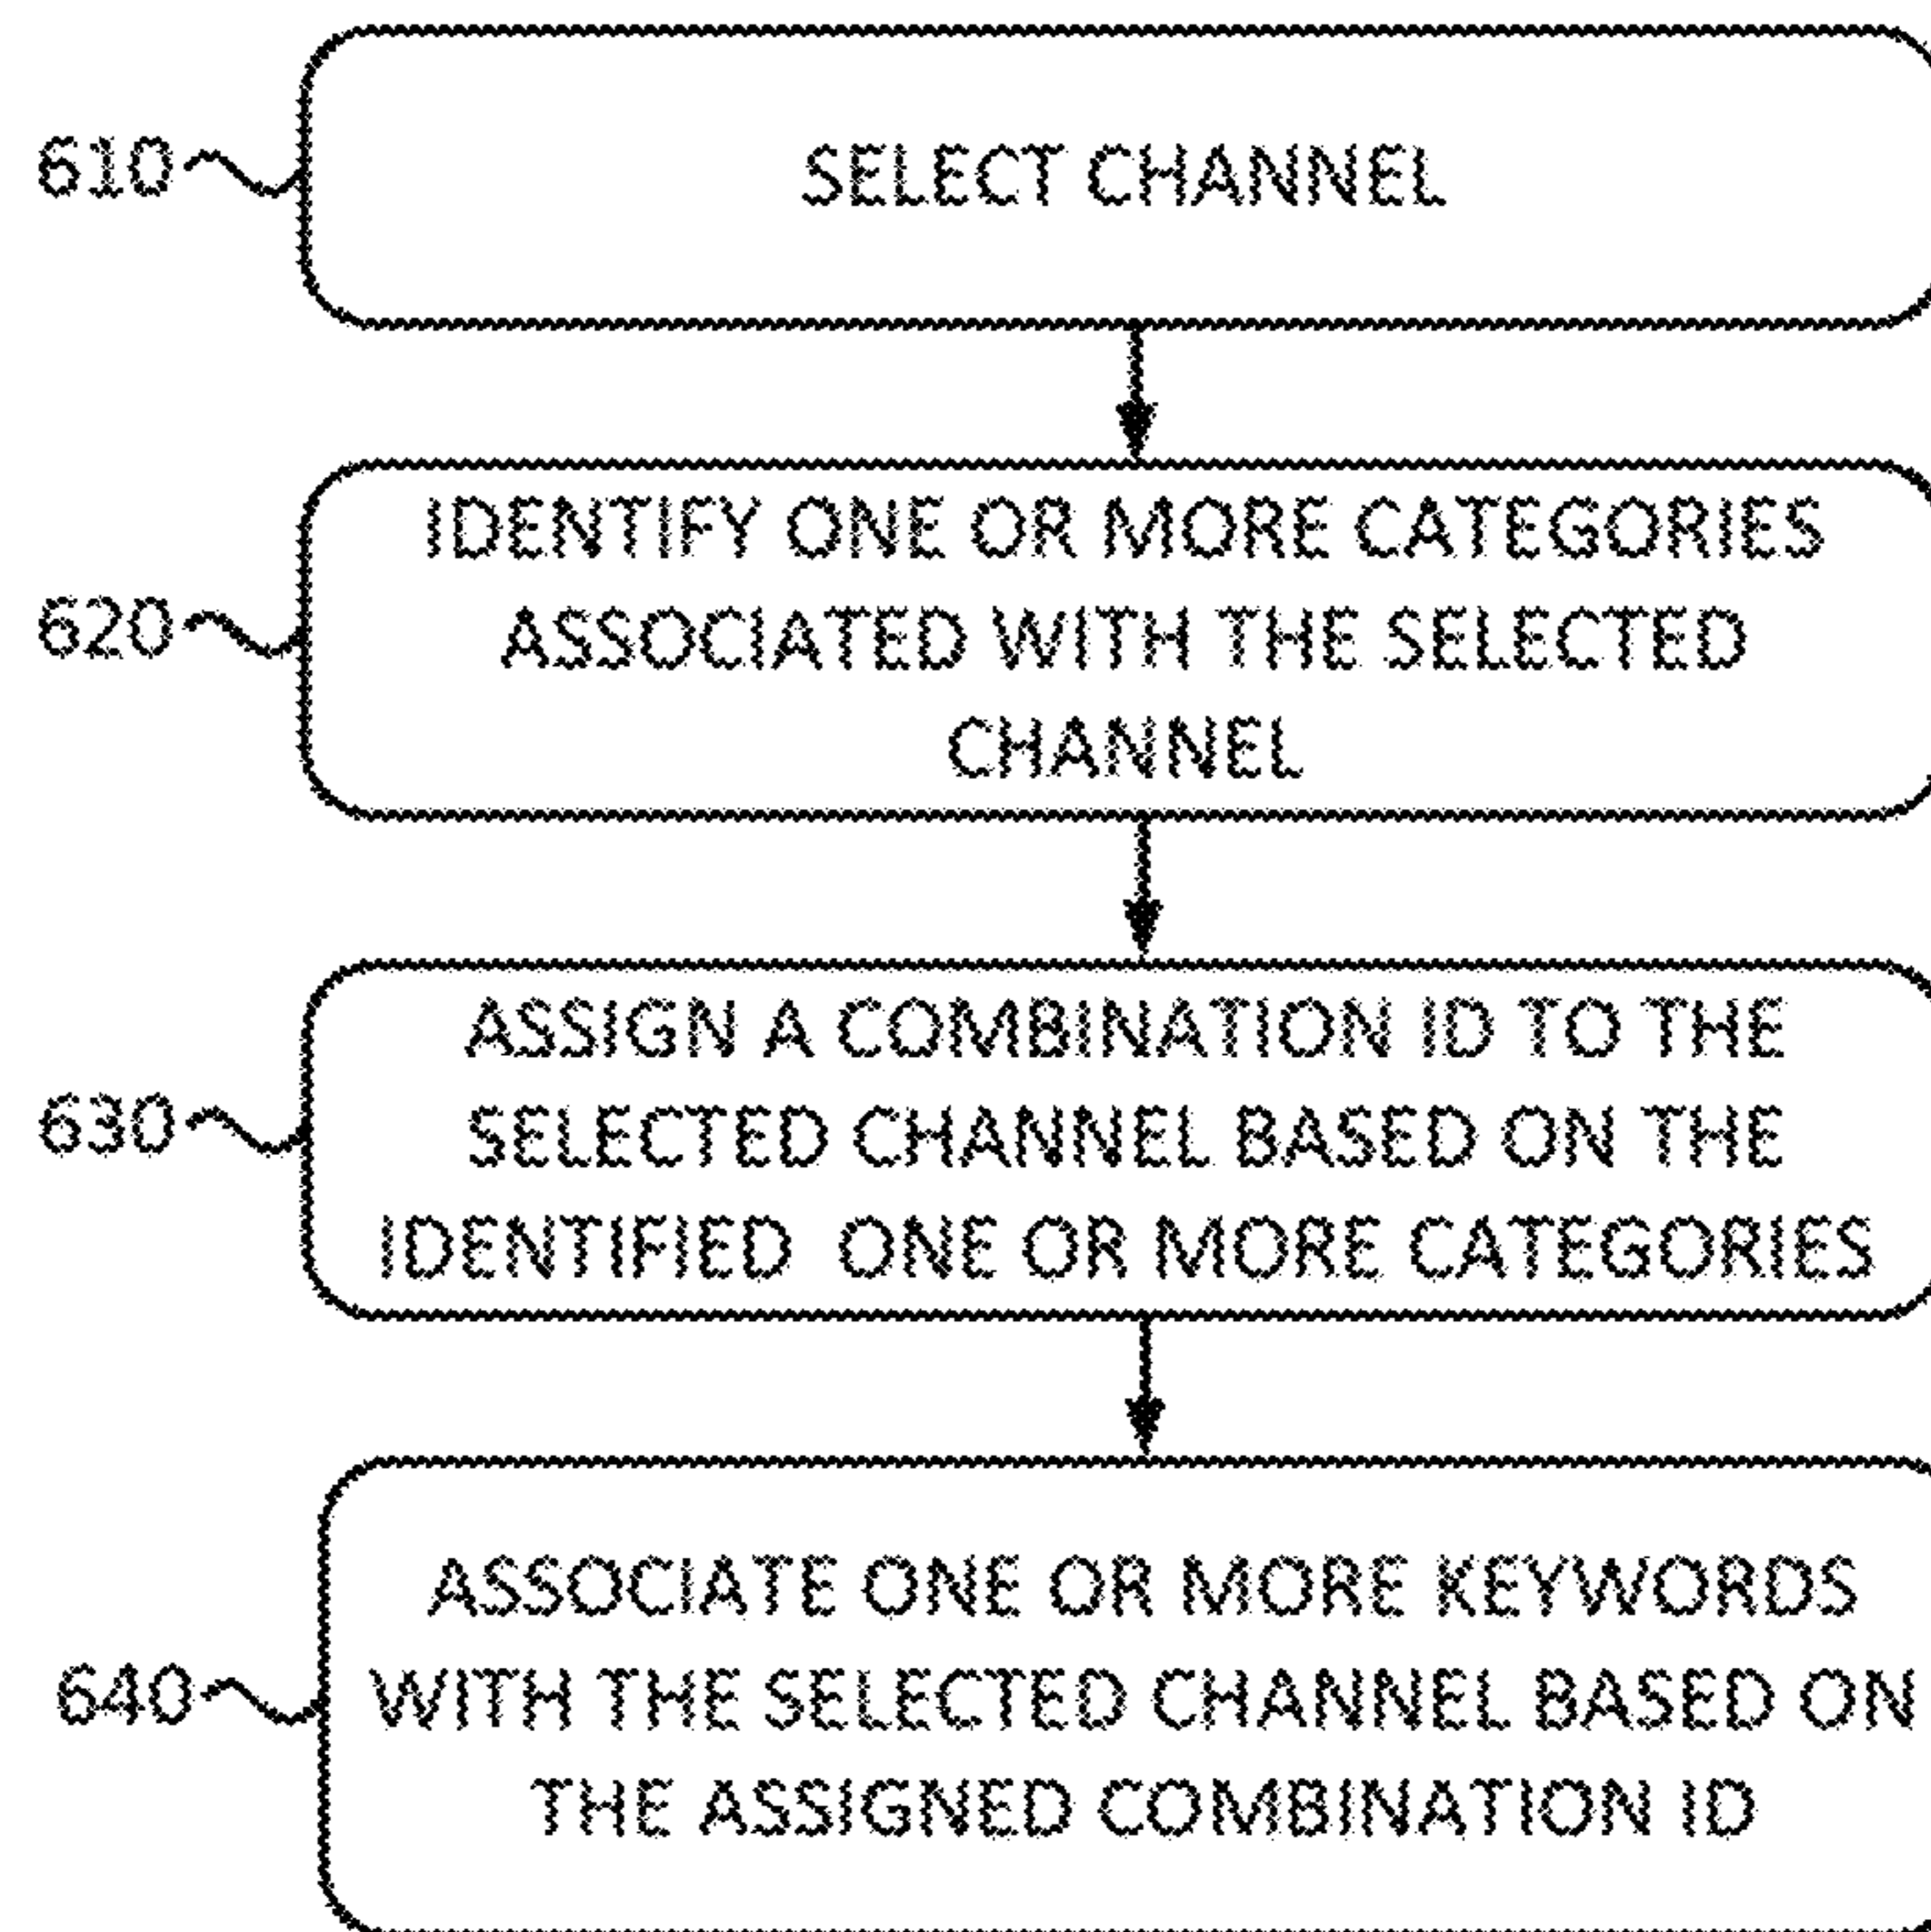 610
SELECT CHANNEL
620
IDENTIFY ONE OR MORE CATEGORIES
ASSOCIATED WITH THE SELECTED
CHANNEL
630
ASSIGN A COMBINATION ID TO THE
SELECTED CHANNEL BASED ON THE
IDENTIFIED ONE OR MORE CATEGORIES
640
ASSOCIATE ONE OR MORE KEYWORDS
WITH THE SELECTED CHANNEL BASED ON
THE ASSIGNED COMBINATION ID